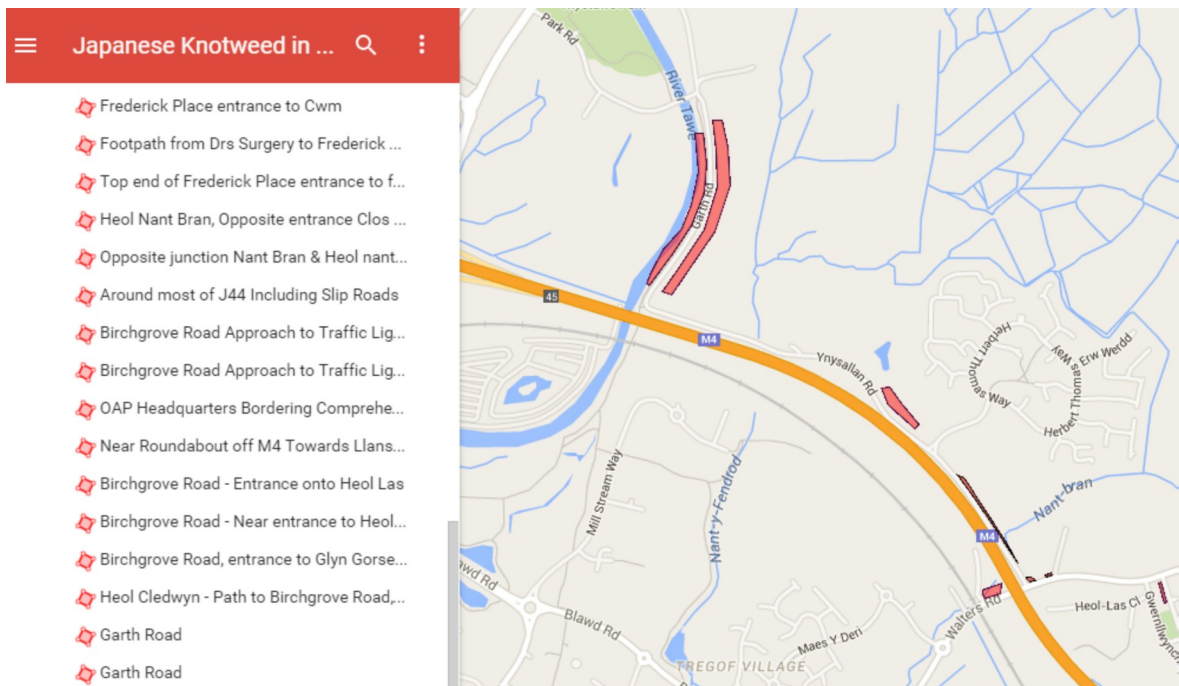 Japanese Knotweed in ...
Frederick Place entrance to Cwm
Footpath from Drs Surgery to Frederick ...
Top end of Frederick Place entrance to f...
Heol Nant Bran, Opposite entrance Clos ...
Opposite junction Nant Bran & Heol nant...
Around most of J44 Including Slip Roads
Birchgrove Road Approach to Traffic Lig...
Birchgrove Road Approach to Traffic Lig...
OAP Headquarters Bordering Comprehe...
Near Roundabout off M4 Towards Llans...
Birchgrove Road - Entrance onto Heol Las
Birchgrove Road - Near entrance to Heol...
Birchgrove Road, entrance to Glyn Gorse...
Heol Cledwyn - Path to Birchgrove Road,...
Garth Road
Garth Road
Park Rd
River Tawe
Garth Rd
45
M4
Ynysallan Rd
Herbert Thomas Way
Erw Werdd
Herbert Thomas Way
Herbert
Mill Stream Way
Nant-y-Fendrod
Nant-bran
M4
awd Rd
Blawd Rd
Maes Y Deri
Walters Rd
Heol-Las Cl
Gwernllwynch
TREGOF VILLAGE